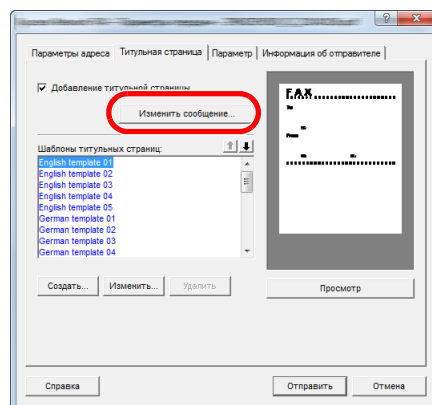 Параметры адреса Титульная страница Параметр Информация об отправителе
Добавление титульной страницы
Изменить сообщение...
Шаблоны титульных страниц:
English template 01
English template 02
English template 03
English template 04
English template 05
German template 01
German template 02
German template 03
German template 04
Создать... Изменить... Удалить
FAX
To:
From:
Просмотр
Справка Отправить Отмена